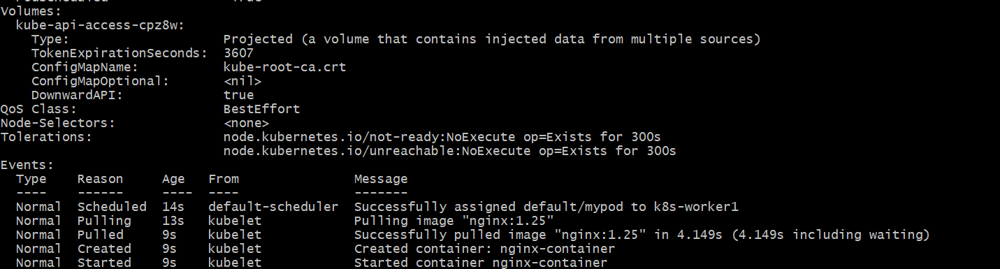 Volumes:
  kube-api-access-cpz8w:
    Type:                    Projected (a volume that contains injected data from multiple sources)
    TokenExpirationSeconds:  3607
    ConfigMapName:           kube-root-ca.crt
    ConfigMapOptional:       <nil>
    DownwardAPI:             true
QoS Class:                   BestEffort
Node-Selectors:              <none>
Tolerations:                 node.kubernetes.io/not-ready:NoExecute op=Exists for 300s
                             node.kubernetes.io/unreachable:NoExecute op=Exists for 300s
Events:
  Type    Reason     Age   From               Message
  ----    ------     ----  ----               -------
  Normal  Scheduled  14s   default-scheduler  Successfully assigned default/mypod to k8s-worker1
  Normal  Pulling    13s   kubelet            Pulling image "nginx:1.25"
  Normal  Pulled     9s    kubelet            Successfully pulled image "nginx:1.25" in 4.149s (4.149s including waiting)
  Normal  Created    9s    kubelet            Created container: nginx-container
  Normal  Started    9s    kubelet            Started container nginx-container